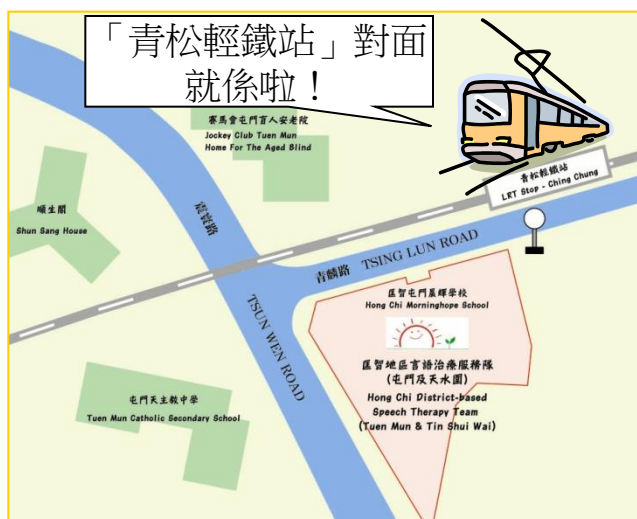 「青松輕鐵站」對面
就係啦！
賽馬會屯門盲人安老院
Jockey Club Tuen Mun
Home For The Aged Blind
青松輕鐵站
LRT Stop - Ching Chung
順生閣
Shun Sang House
震寰路
青麟路 TSING LUN ROAD
TSUN WEN ROAD
匡智屯門晨輝學校
Hong Chi Morninghope School
匡智地區言語治療服務隊
(屯門及天水圍)
Hong Chi District-based
Speech Therapy Team
(Tuen Mun & Tin Shui Wai)
屯門天主教中學
Tuen Mun Catholic Secondary School